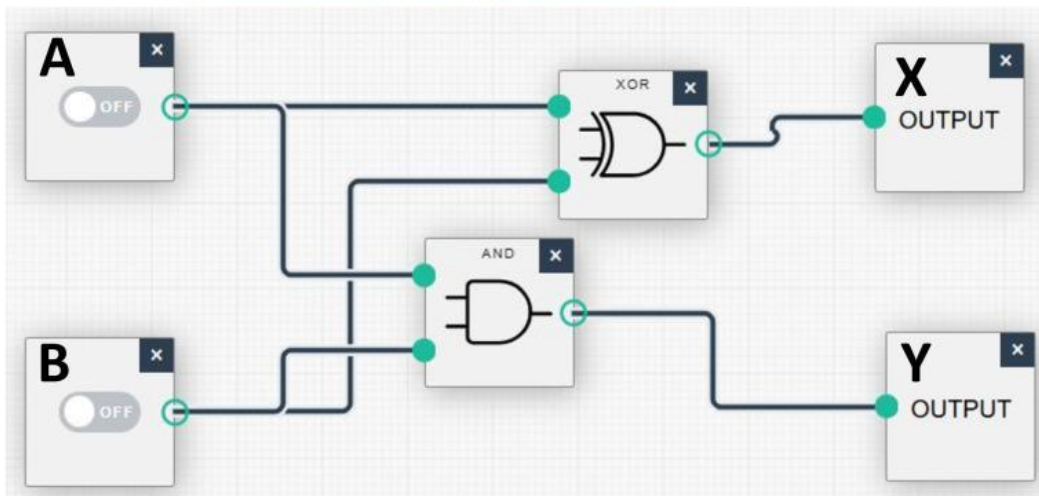 A
OFF
XOR
X
OUTPUT
AND
B
OFF
Y
OUTPUT